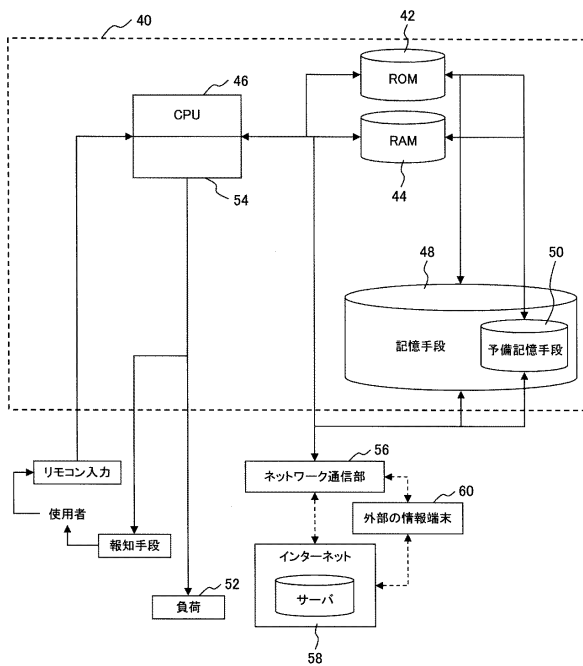 40
42
ROM
46
CPU
RAM
44
54
48
50
記憶手段
予備記憶手段
56
リモコン入力
ネットワーク通信部
60
使用者
外部の情報端末
報知手段
インターネット
52
負荷
サーバ
58